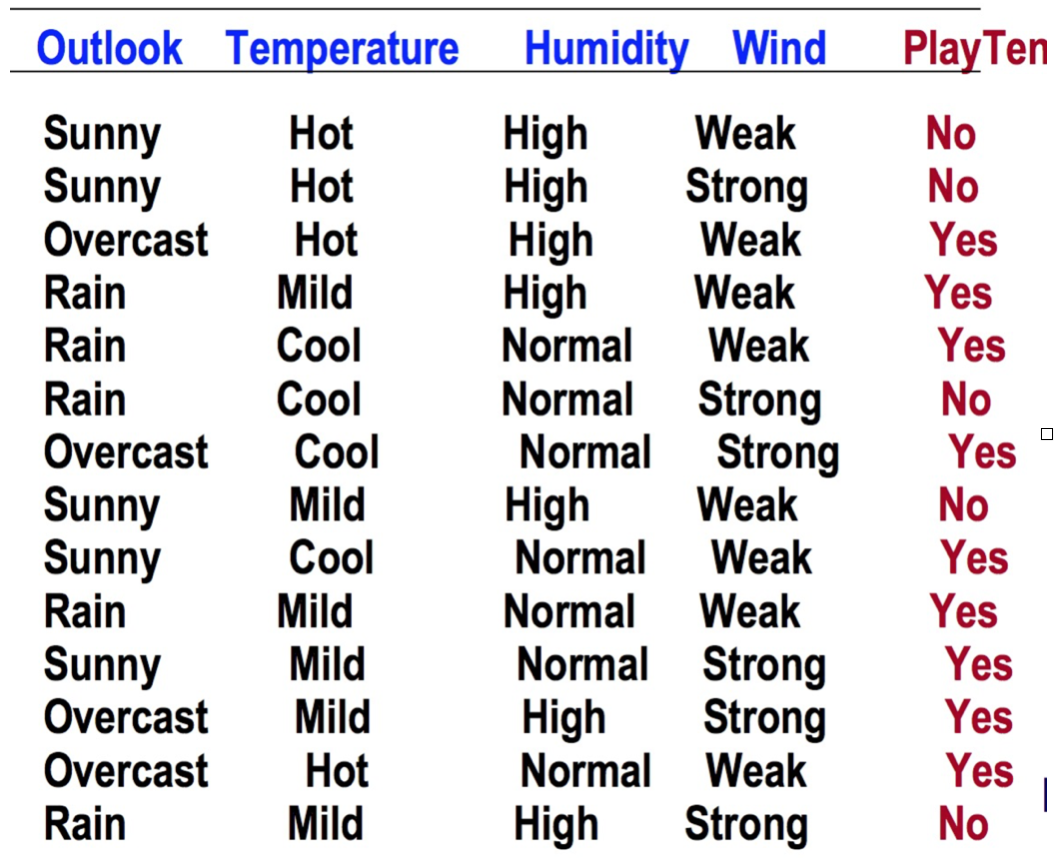 Outlook Temperature Humidity Wind PlayTen
Sunny Hot High Weak No
Sunny Hot High Strong No
Overcast Hot High Weak Yes
Rain Mild High Weak Yes
Rain Cool Normal Weak Yes
Rain Cool Normal Strong No
Overcast Cool Normal Strong Yes
Sunny Mild High Weak No
Sunny Cool Normal Weak Yes
Rain Mild Normal Weak Yes
Sunny Mild Normal Strong Yes
Overcast Mild High Strong Yes
Overcast Hot Normal Weak Yes
Rain Mild High Strong No